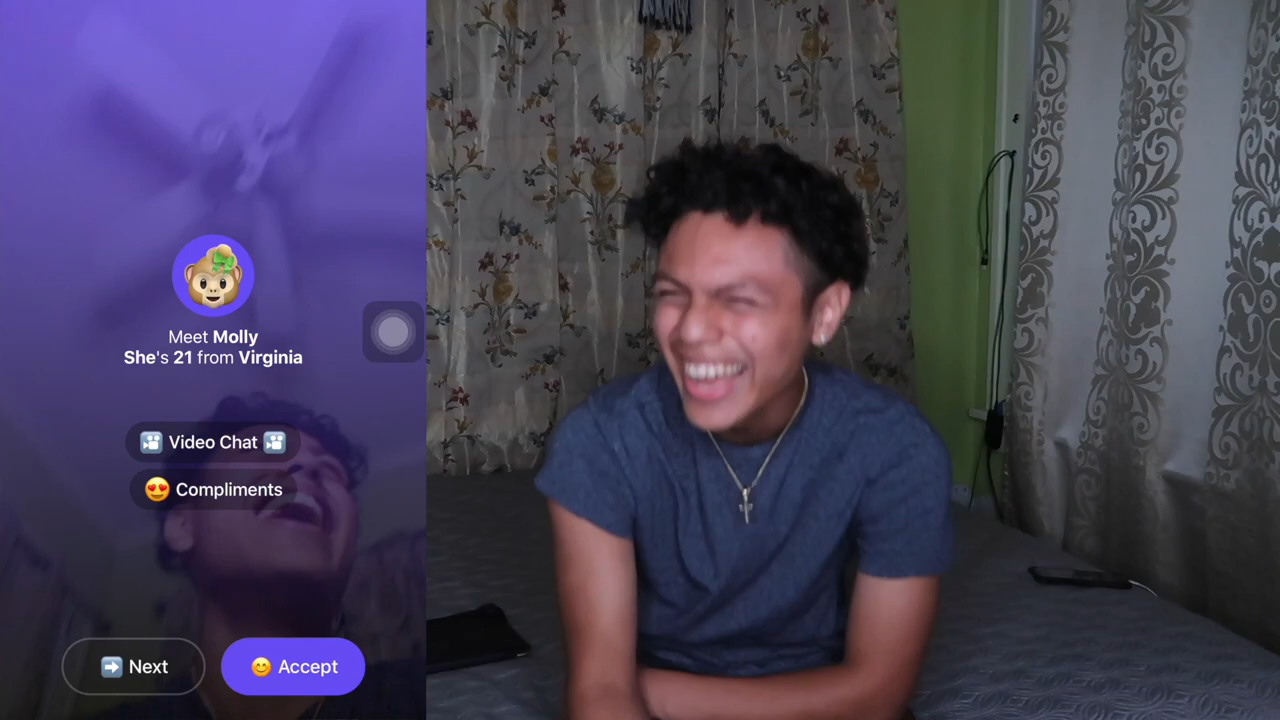 Meet Molly
She's 21 from Virginia
Video Chat
Compliments
Next
Accept